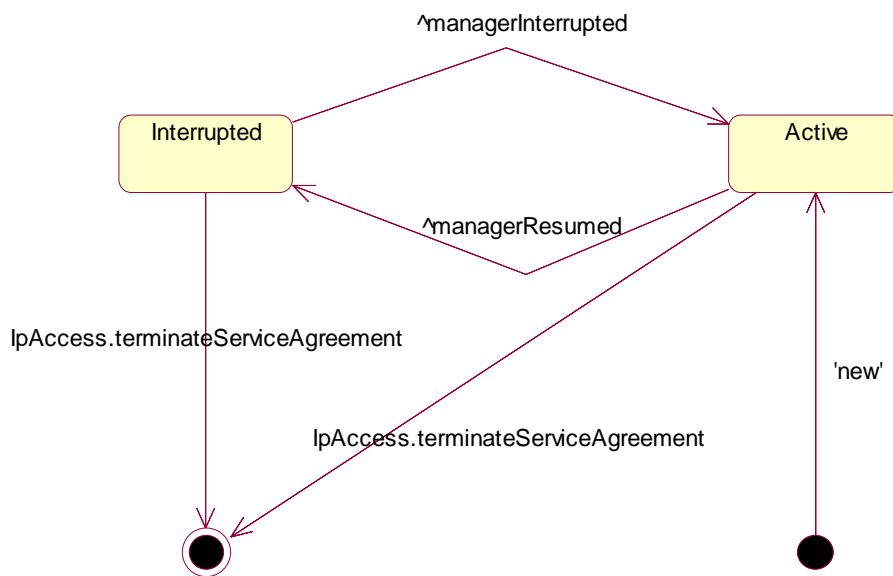 ^managerInterrupted
Interrupted
Active
^managerResumed
IpAccess.terminateServiceAgreement
'new'
IpAccess.terminateServiceAgreement